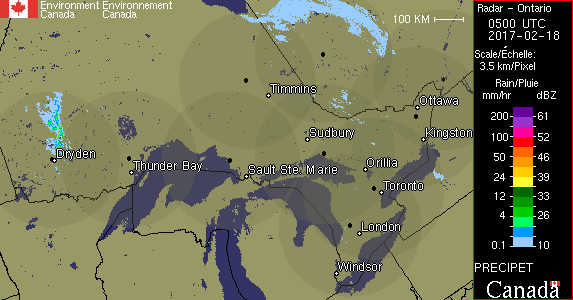 Environment Environnement
Canada Canada
100 KM
Timmins
Ottawa
Sudbury
Kingston
Dryden
Thunder Bay
Sault Ste. Marie
Orillia
Toronto
London
Windsor
Radar - Ontario
0500 UTC
2017-02-18
Scale/Échelle:
3.5 km/Pixel
Rain/Pluie
mm/hr dBZ
200 61
100 52
50 46
24 39
12 33
4 26
0.1 10
PRECIPET
Canada